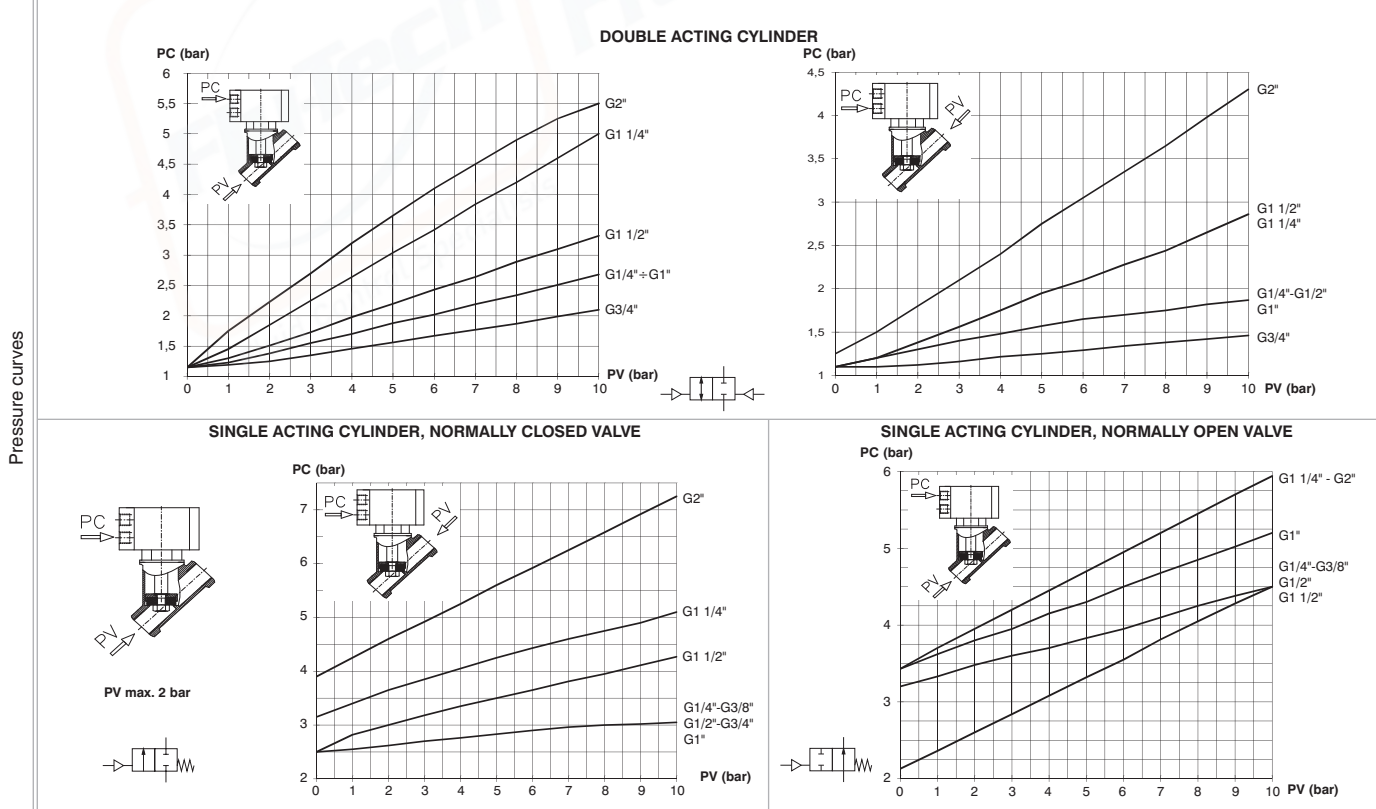 Pressure curves
DOUBLE ACTING CYLINDER
PC (bar)
6
5,5
5
4,5
4
3,5
3
2,5
2
1,5
1
0 1 2 3 4 5 6 7 8 9 10
PV (bar)
PC
PV
G2"
G1 1/4"
G1 1/2"
G1/4"÷G1"
G3/4"
PC (bar)
4,5
4
3,5
3
2,5
2
1,5
1
0 1 2 3 4 5 6 7 8 9 10 PV (bar)
PC
PV
G2"
G1 1/2"
G1 1/4"
G1/4"-G1/2"
G1"
G3/4"
SINGLE ACTING CYLINDER, NORMALLY CLOSED VALVE
PC
PV
PV max. 2 bar
PC (bar)
7
6
5
4
3
2
0 1 2 3 4 5 6 7 8 9 10
PV (bar)
PC
PV
G2"
G1 1/4"
G1 1/2"
G1/4"-G3/8"
G1/2"-G3/4"
G1"
SINGLE ACTING CYLINDER, NORMALLY OPEN VALVE
PC (bar)
6
5
4
3
2
0 1 2 3 4 5 6 7 8 9 10 PV (bar)
PC
PV
G1 1/4" - G2"
G1"
G1/4"-G3/8"
G1/2"
G1 1/2"